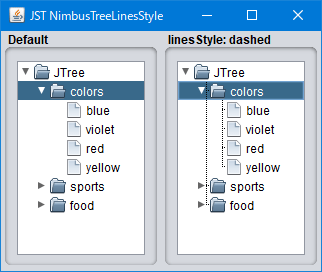 JST NimbusTreeLinesStyle
Default
JTree
colors
blue
violet
red
yellow
sports
food
linesStyle: dashed
JTree
colors
blue
violet
red
yellow
sports
food